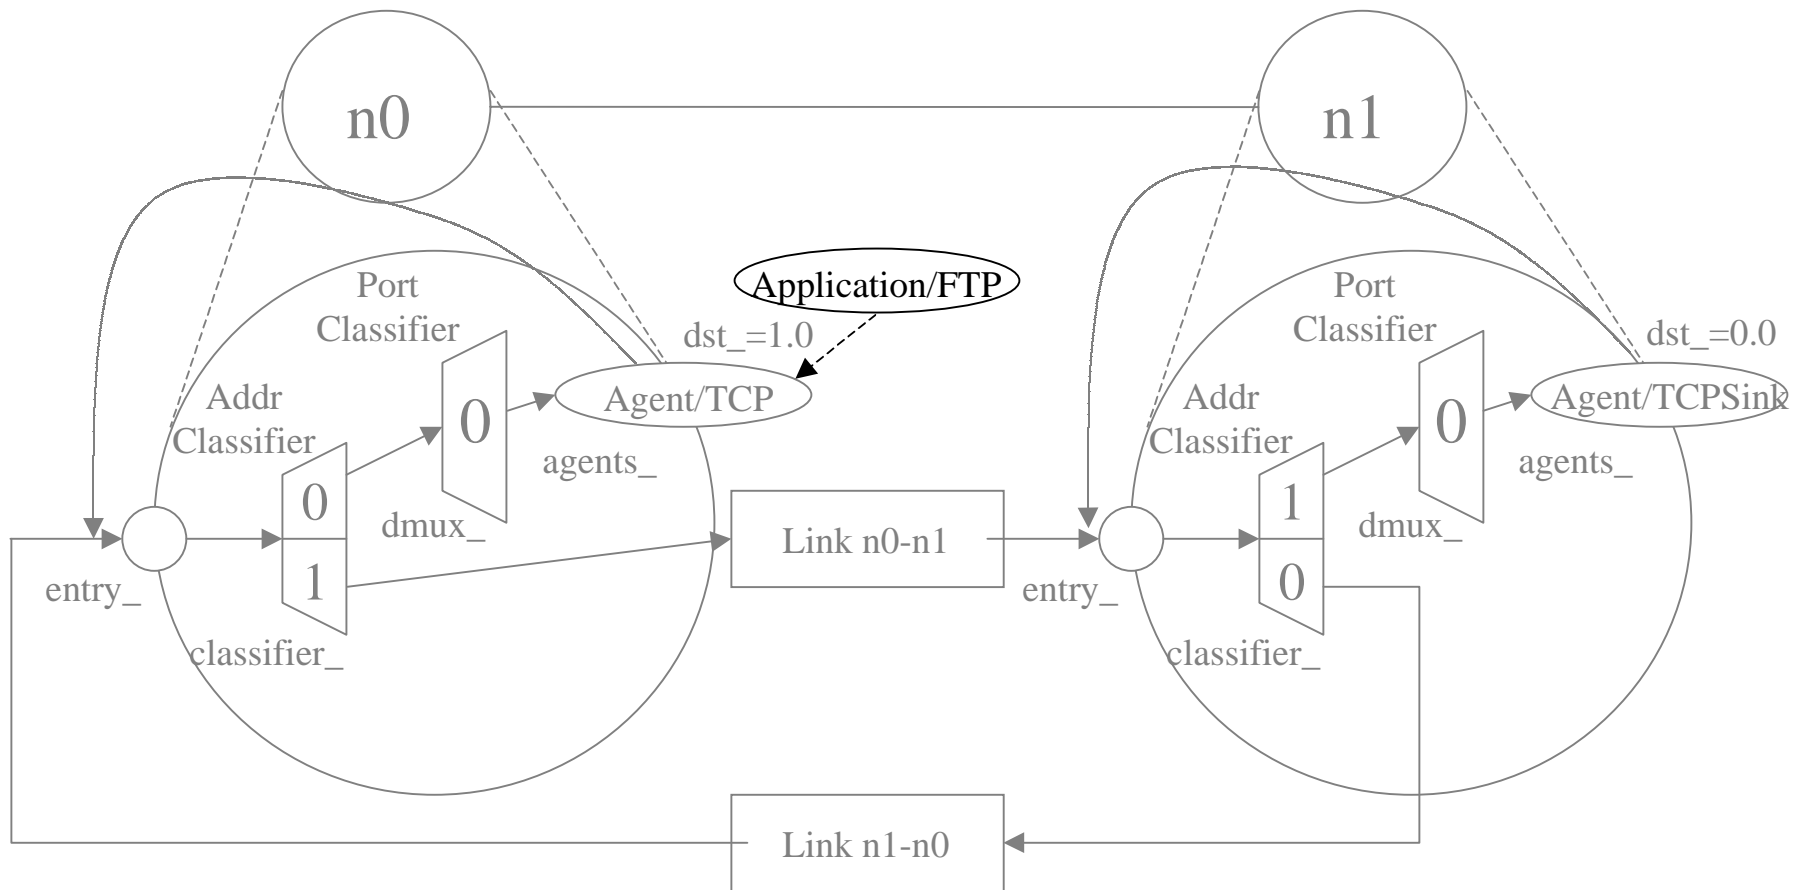 n0
n1
Port
Classifier
Application/FTP
Port
Classifier
dst_=1.0
dst_=0.0
Addr
Classifier
0
Agent/TCP
Addr
Classifier
0
Agent/TCPSink
agents_
agents_
0
1
dmux_
dmux_
Link n0-n1
entry_
1
entry_
0
classifier_
classifier_
Link n1-n0